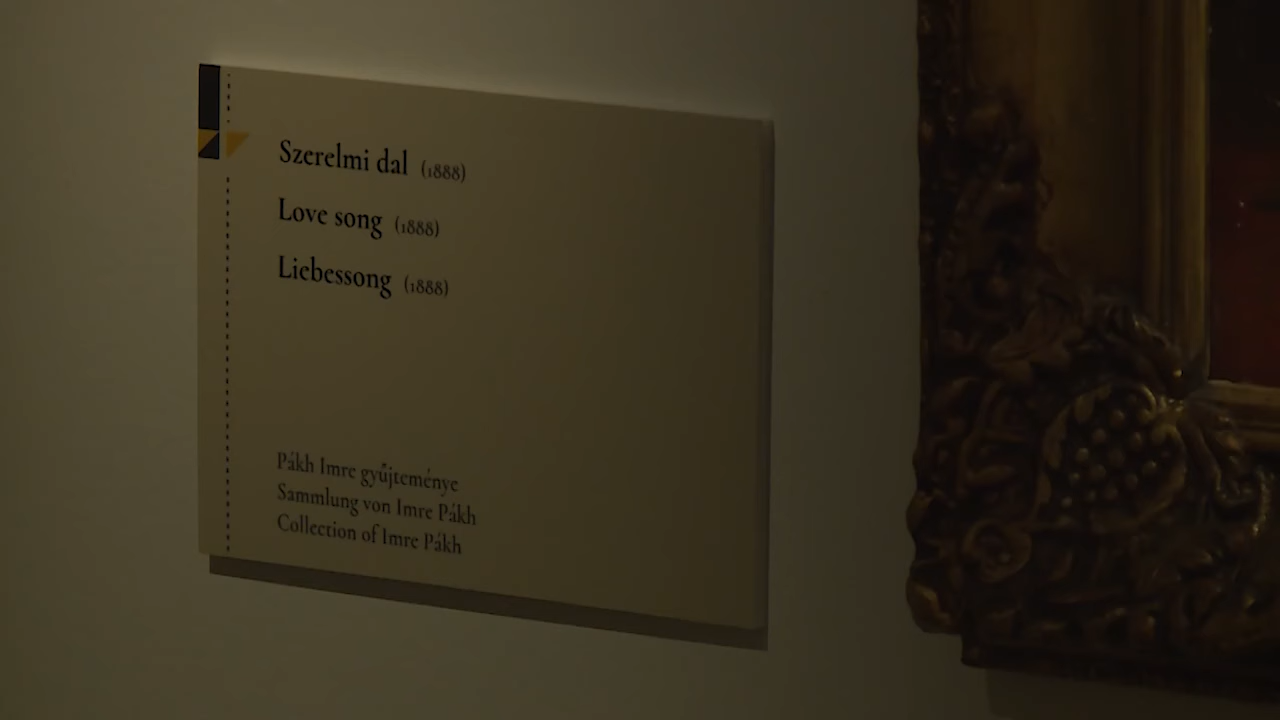 Szerelmi dal (1888)
Love song (1888)
Liebessong (1888)
Pákh Imre gyűjteménye
Sammlung von Imre Pákh
Collection of Imre Pákh